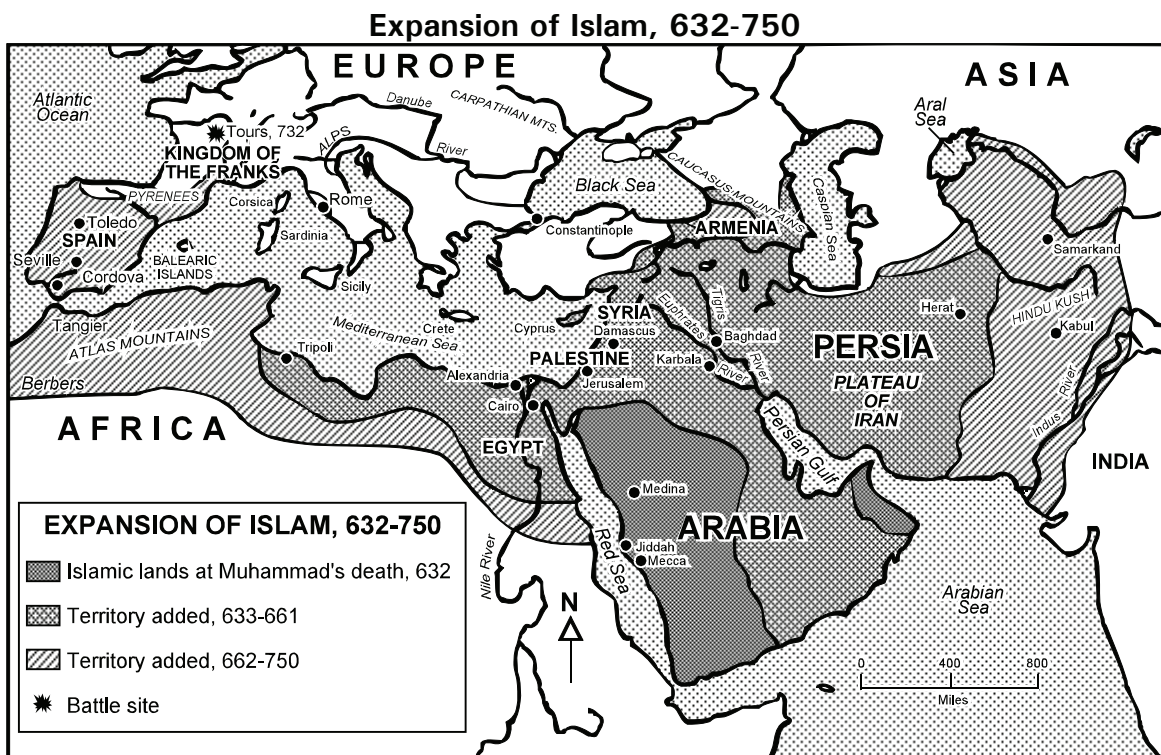 Expansion of Islam, 632-750
EUROPE
ASIA
Atlantic
Ocean
Danube
CARPATHIAN MTS.
Aral
Sea
Tours, 732
KINGDOM OF
THE FRANKS
ALPS
River
Black Sea
CAUCASUS MOUNTAINS
Caspian Sea
PYRENEES
Corsica
Rome
Toledo
SPAIN
Sardinia
Constantinople
ARMENIA
Samarkand
Seville
Cordova
BALEARIC
ISLANDS
Sicily
Tangier
ATLAS MOUNTAINS
Mediterranean Sea
Crete
Cyprus
SYRIA
Damascus
Euphrates
River
Tigris
River
Baghdad
Herat
HINDU KUSH
Kabul
Tripoli
PALESTINE
Karbala
PERSIA
PLATEAU
OF
IRAN
Berbers
Alexandria
Jerusalem
Cairo
AFRICA
EGYPT
Persian Gulf
Indus River
INDIA
Medina
ARABIA
Jiddah
Mecca
Red Sea
Nile River
Arabian
Sea
N
0 400 800
Miles
EXPANSION OF ISLAM, 632-750
Islamic lands at Muhammad's death, 632
Territory added, 633-661
Territory added, 662-750
Battle site